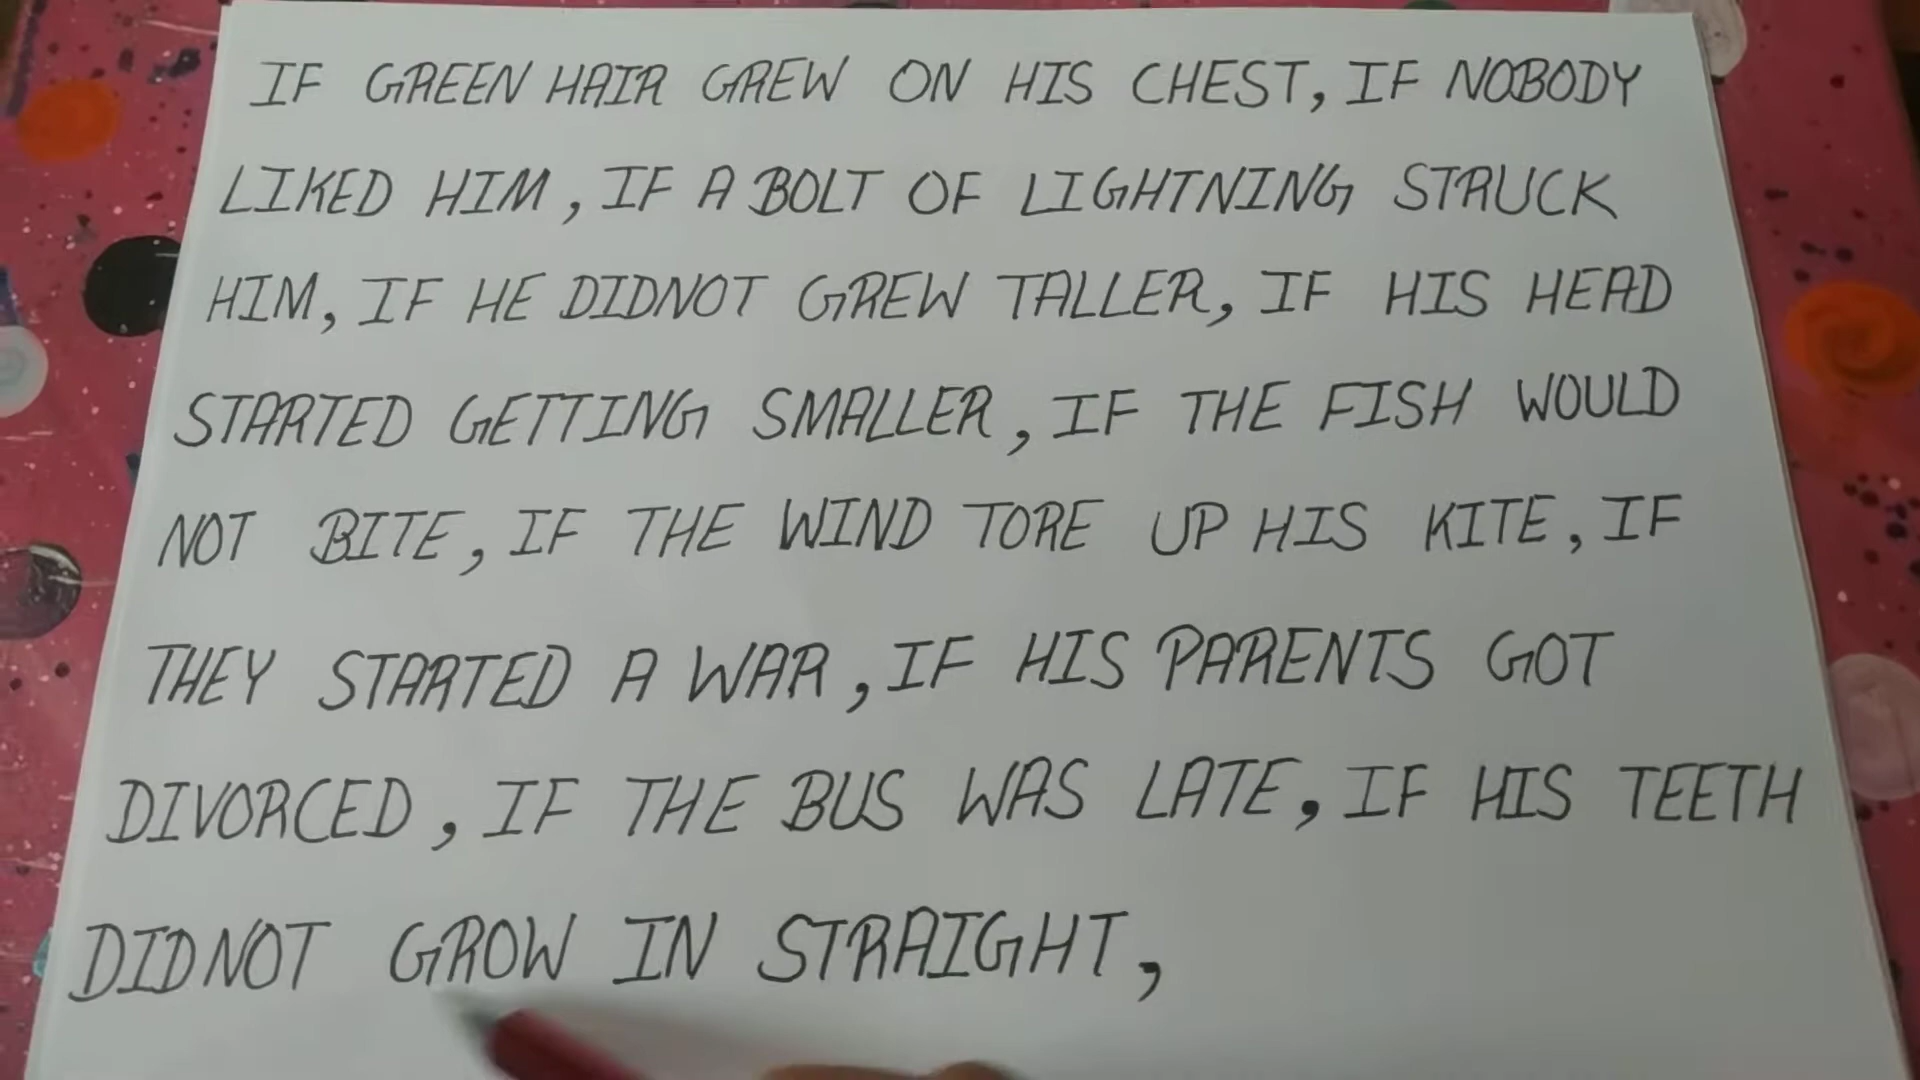 IF GREEN HAIR GREW ON HIS CHEST, IF NOBODY
LIKED HIM, IF A BOLT OF LIGHTNING STRUCK
HIM, IF HE DIDNOT GREW TALLER, IF HIS HEAD
STARTED GETTING SMALLER, IF THE FISH WOULD
NOT BITE, IF THE WIND TORE UP HIS KITE, IF
THEY STARTED A WAR, IF HIS PARENTS GOT
DIVORCED, IF THE BUS WAS LATE, IF HIS TEETH
DIDNOT GROW IN STRAIGHT,